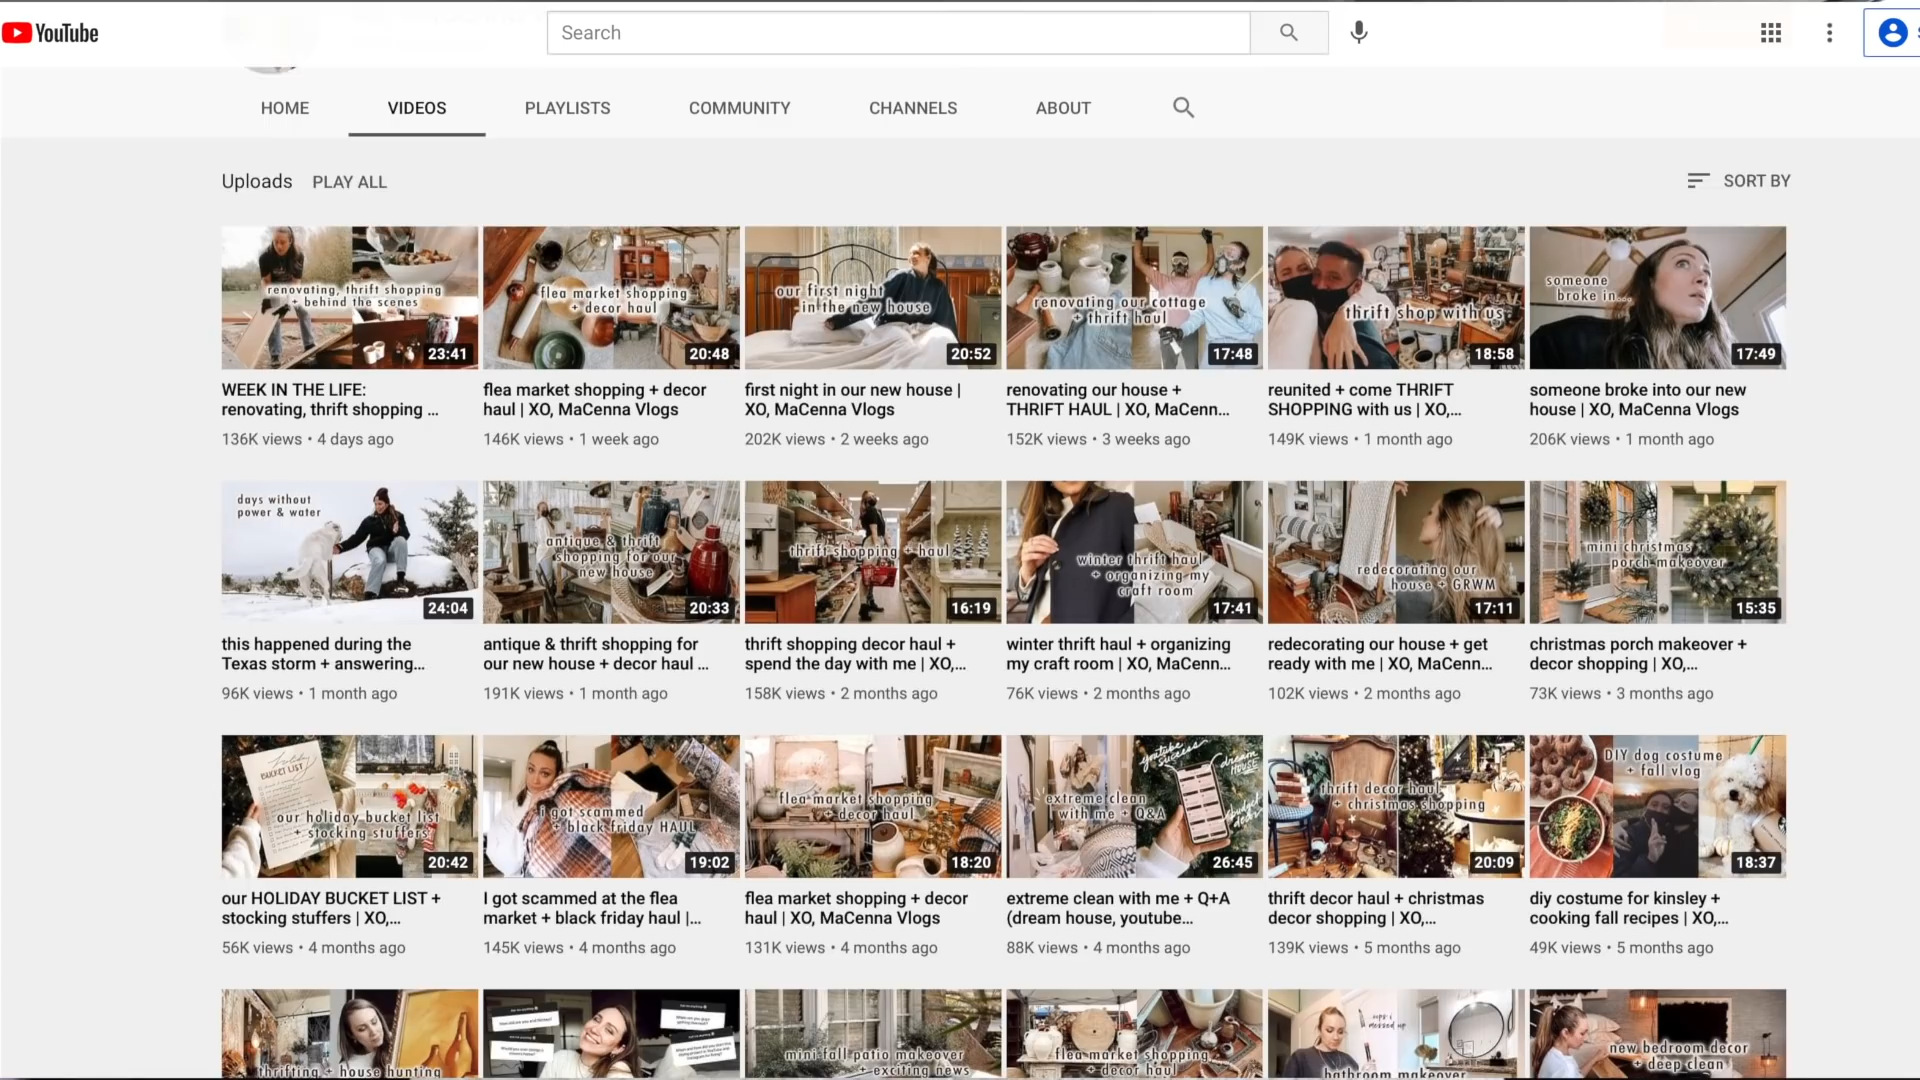 YouTube
Search
HOME VIDEOS PLAYLISTS COMMUNITY CHANNELS ABOUT
Uploads PLAY ALL
SORT BY
renovating, thrift shopping
+ behind the scenes
23:41
flea market shopping
+ decor haul
20:48
our first night
in the new house
20:52
renovating our cottage
+ thrift haul
17:48
thrift shop with us
18:58
someone
broke in...
17:49
WEEK IN THE LIFE:
renovating, thrift shopping ...
136K views • 4 days ago
flea market shopping + decor
haul | XO, MaCenna Vlogs
146K views • 1 week ago
first night in our new house |
XO, MaCenna Vlogs
202K views • 2 weeks ago
renovating our house +
THRIFT HAUL | XO, MaCenn...
152K views • 3 weeks ago
reunited + come THRIFT
SHOPPING with us | XO,...
149K views • 1 month ago
someone broke into our new
house | XO, MaCenna Vlogs
206K views • 1 month ago
days without
power & water
24:04
antique & thrift
shopping for our
new house
20:33
thrift shopping + haul
16:19
winter thrift haul
+ organizing my
craft room
17:41
redecorating our
house + GRWM
17:11
mini christmas
porch makeover
15:35
this happened during the
Texas storm + answering...
96K views • 1 month ago
antique & thrift shopping for
our new house + decor haul ...
191K views • 1 month ago
thrift shopping decor haul +
spend the day with me | XO,...
158K views • 2 months ago
winter thrift haul + organizing
my craft room | XO, MaCenn...
76K views • 2 months ago
redecorating our house + get
ready with me | XO, MaCenn...
102K views • 2 months ago
christmas porch makeover +
decor shopping | XO,...
73K views • 3 months ago
holiday
BUCKET LIST
our holiday bucket list
+ stocking stuffers
20:42
i got scammed
+ black friday HAUL
19:02
flea market shopping
+ decor haul
18:20
youtube
success
dream
HOUSE
extreme clean
with me + Q&A
26:45
thrift decor haul
+ christmas shopping
20:09
DIY dog costume
+ fall vlog
18:37
our HOLIDAY BUCKET LIST +
stocking stuffers | XO,...
56K views • 4 months ago
I got scammed at the flea
market + black friday haul |...
145K views • 4 months ago
flea market shopping + decor
haul | XO, MaCenna Vlogs
131K views • 4 months ago
extreme clean with me + Q+A
(dream house, youtube...
88K views • 4 months ago
thrift decor haul + christmas
decor shopping | XO,...
139K views • 5 months ago
diy costume for kinsley +
cooking fall recipes | XO,...
49K views • 5 months ago
thrifting + house hunting
mini fall patio makeover
+ exciting news
flea market shopping
+ decor haul
oops i
messed up
bathroom makeover
new bedroom decor
+ deep clean